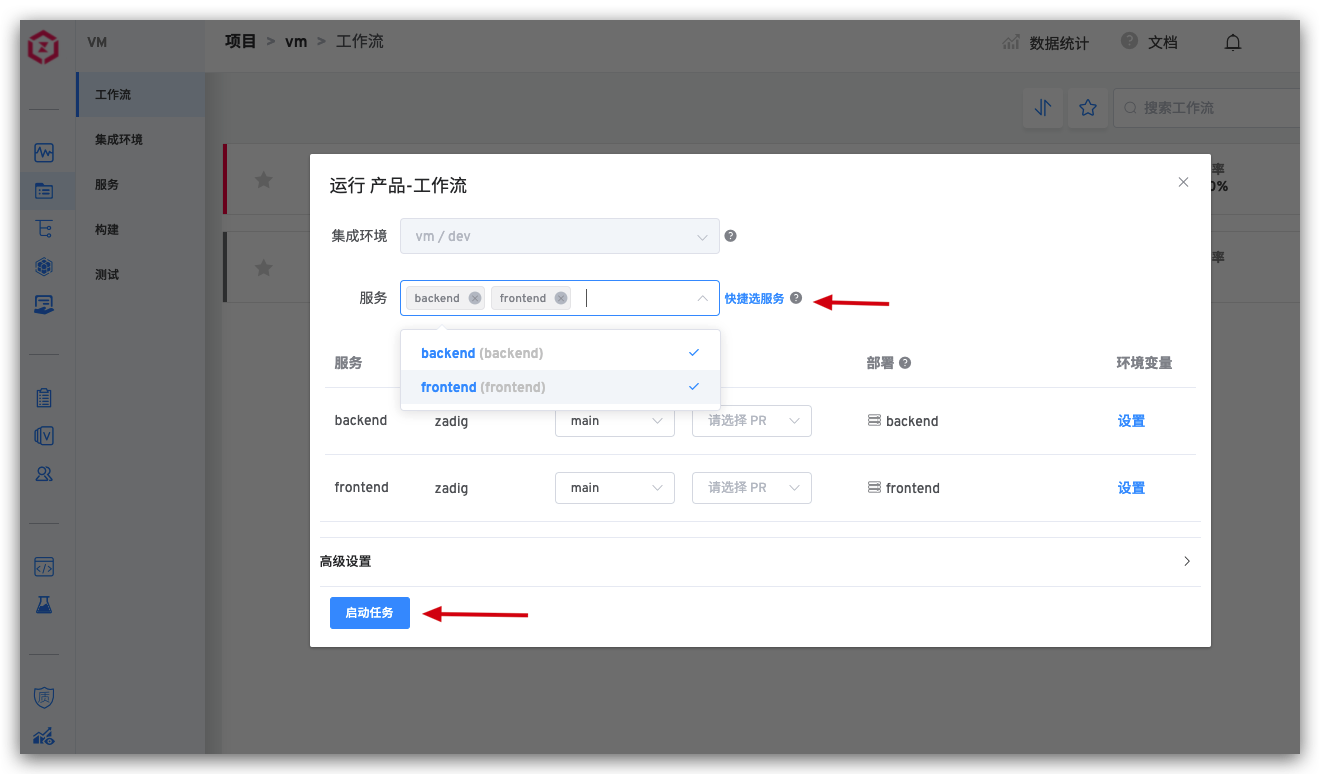 VM
项目 > vm > 工作流
数据统计
文档
工作流
集成环境
服务
构建
测试
搜索工作流
率
0%
率
运行 产品-工作流
集成环境
vm / dev
服务
backend
frontend
快捷选服务
backend (backend)
frontend (frontend)
服务
部署
环境变量
backend
zadig
main
请选择 PR
backend
设置
frontend
zadig
main
请选择 PR
frontend
设置
高级设置
启动任务
质